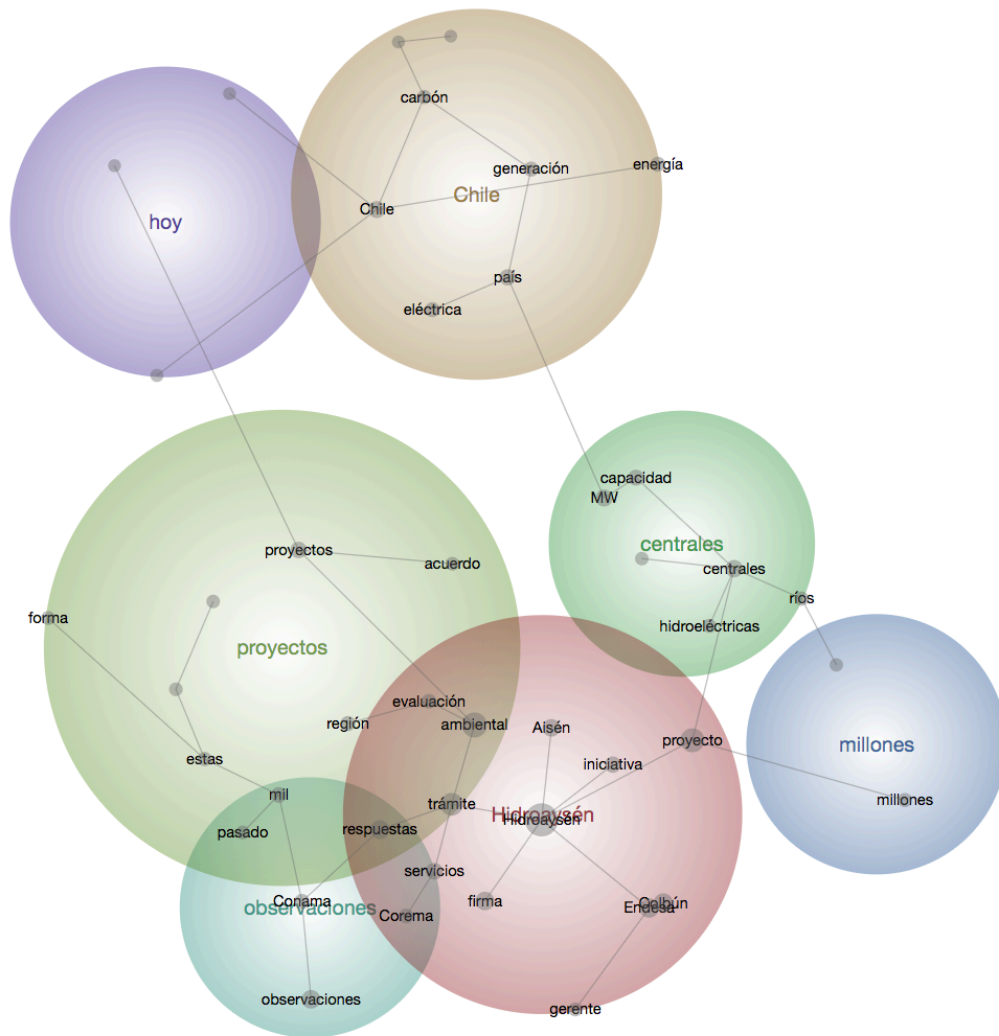 carbón
generación
energía
Chile
Chile
hoy
país
eléctrica
capacidad
MW
centrales
proyectos
acuerdo
centrales
ríos
forma
hidroeléctricas
proyectos
evaluación
región
ambiental
Aisén
proyecto
millones
iniciativa
estas
mil
trámite
millones
Hidroaysén
Hidroaysén
pasado
respuestas
servicios
Conama
firma
Colbún
Endesa
observaciones
Corema
observaciones
gerente